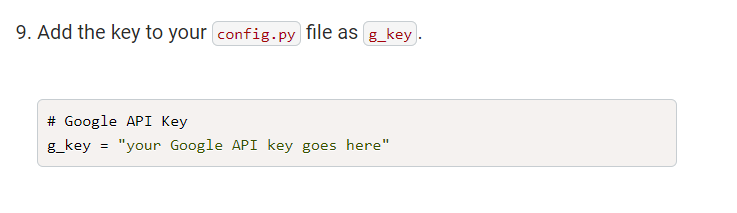 9. Add the key to your config.py file as g_key.
# Google API Key
g_key = "your Google API key goes here"